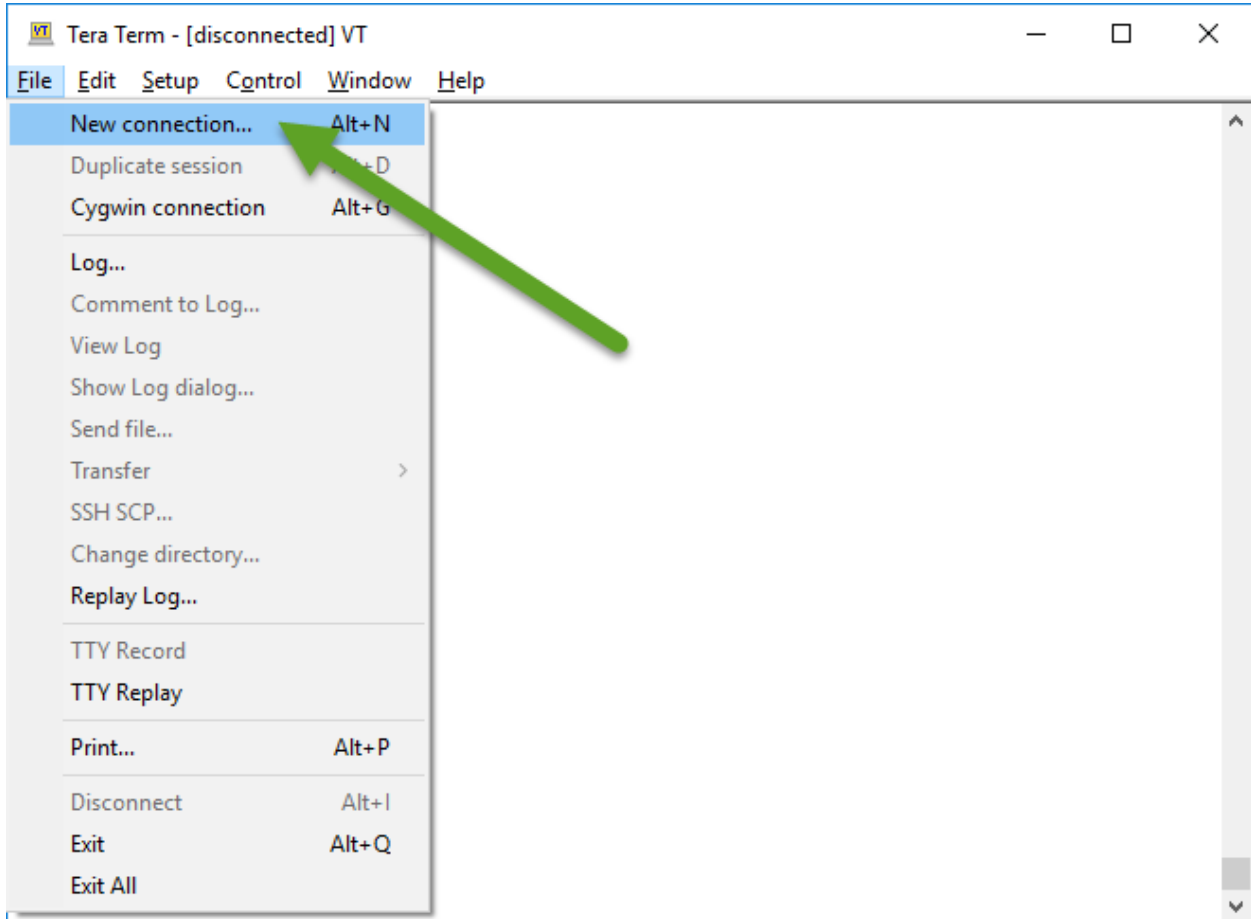 VT Tera Term - [disconnected] VT
File Edit Setup Control Window Help
New connection... Alt+N
Duplicate session Alt+D
Cygwin connection Alt+G
Log...
Comment to Log...
View Log
Show Log dialog...
Send file...
Transfer >
SSH SCP...
Change directory...
Replay Log...
TTY Record
TTY Replay
Print... Alt+P
Disconnect Alt+I
Exit Alt+Q
Exit All